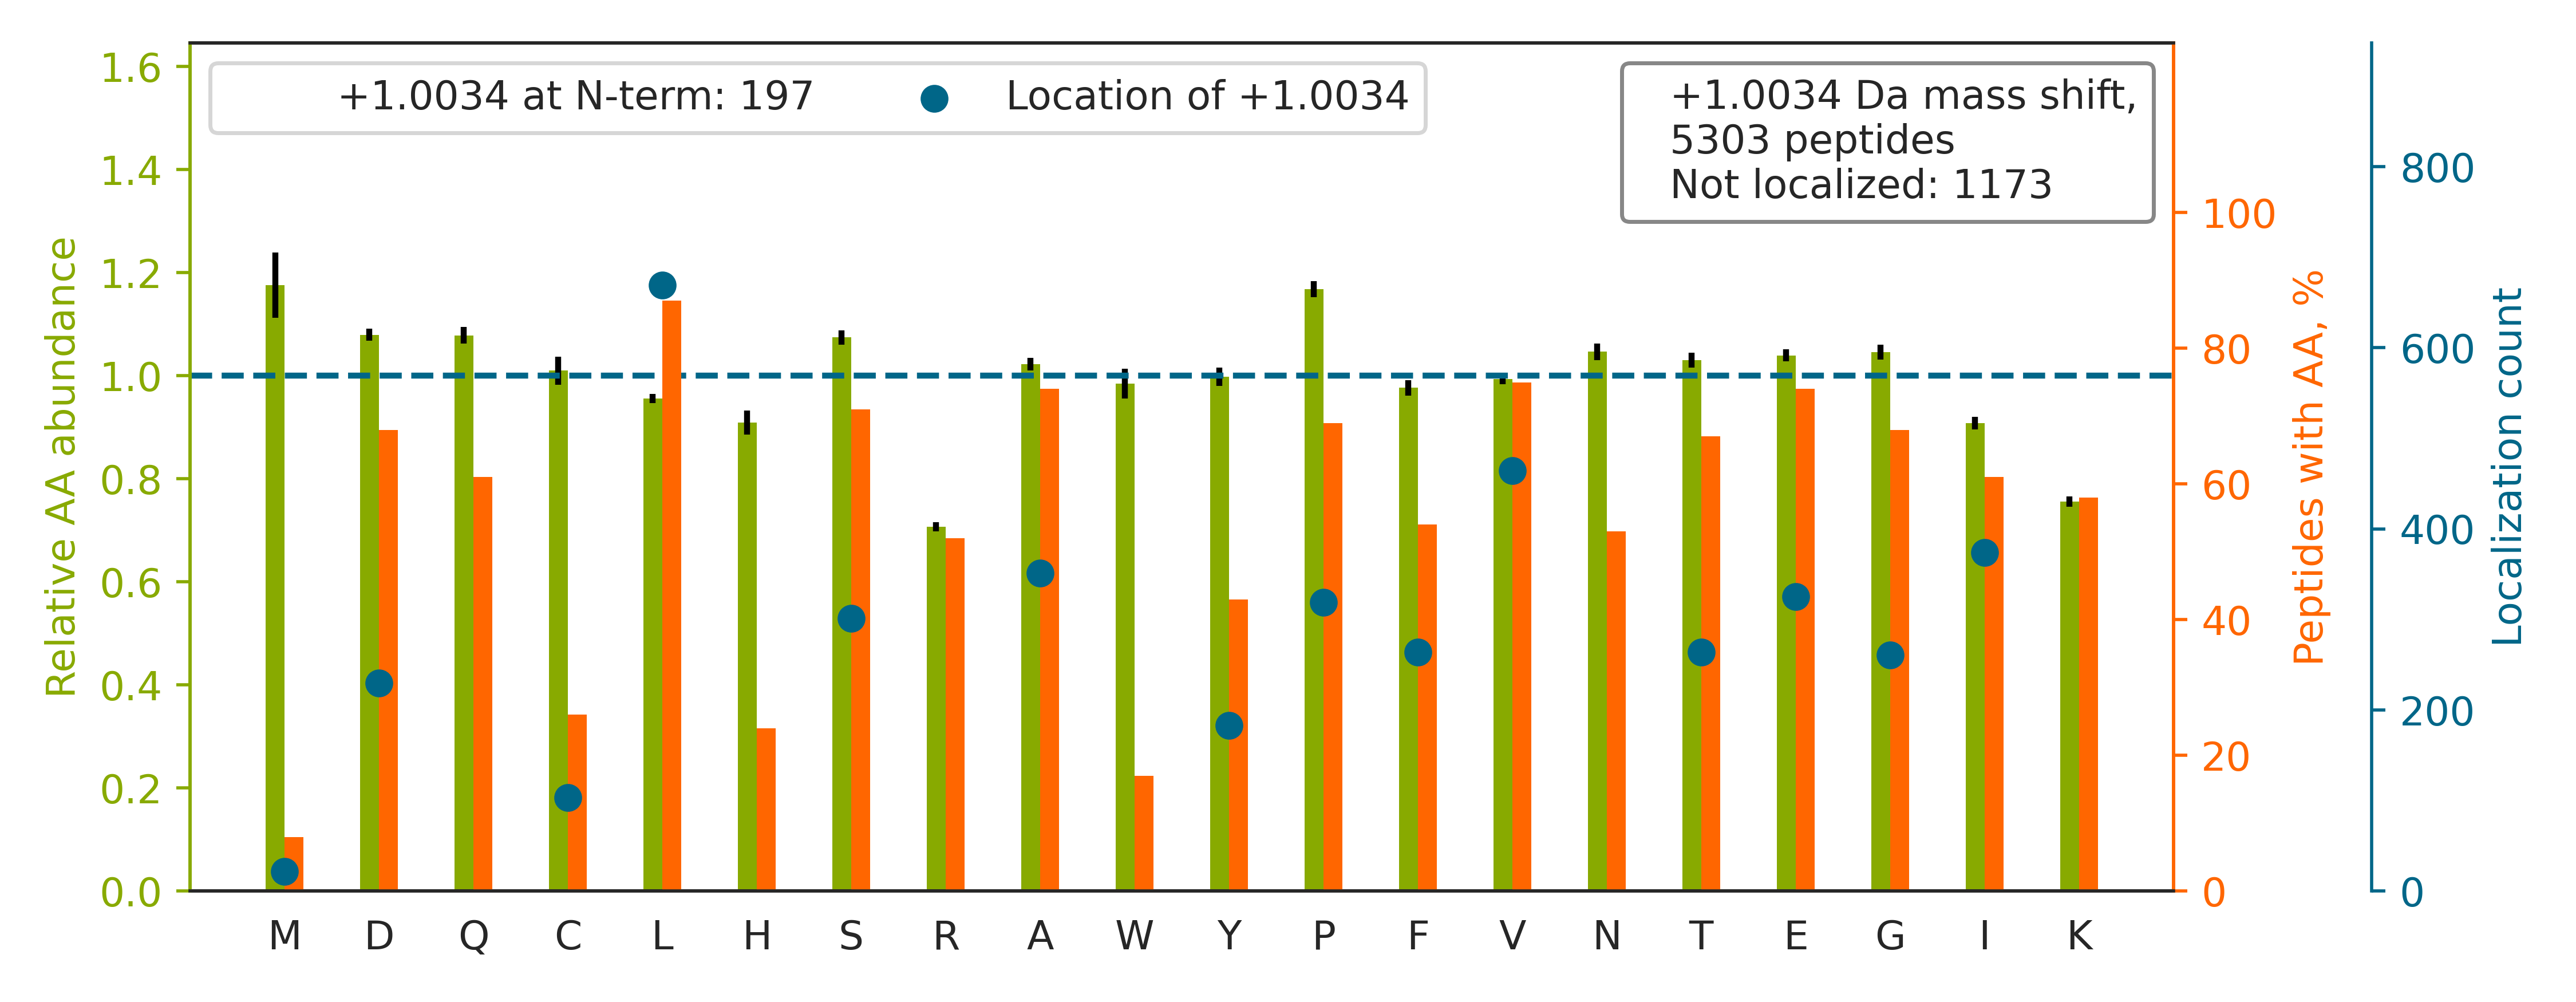 +1.0034 at N-term: 197
Location of +1.0034
+1.0034 Da mass shift,
5303 peptides
Not localized: 1173
Relative AA abundance
1.6
1.4
1.2
1.0
0.8
0.6
0.4
0.2
0.0
M D Q C L H S R A W Y P F V N T E G I K
100
80
60
40
20
0
Peptides with AA, %
800
600
400
200
0
Localization count